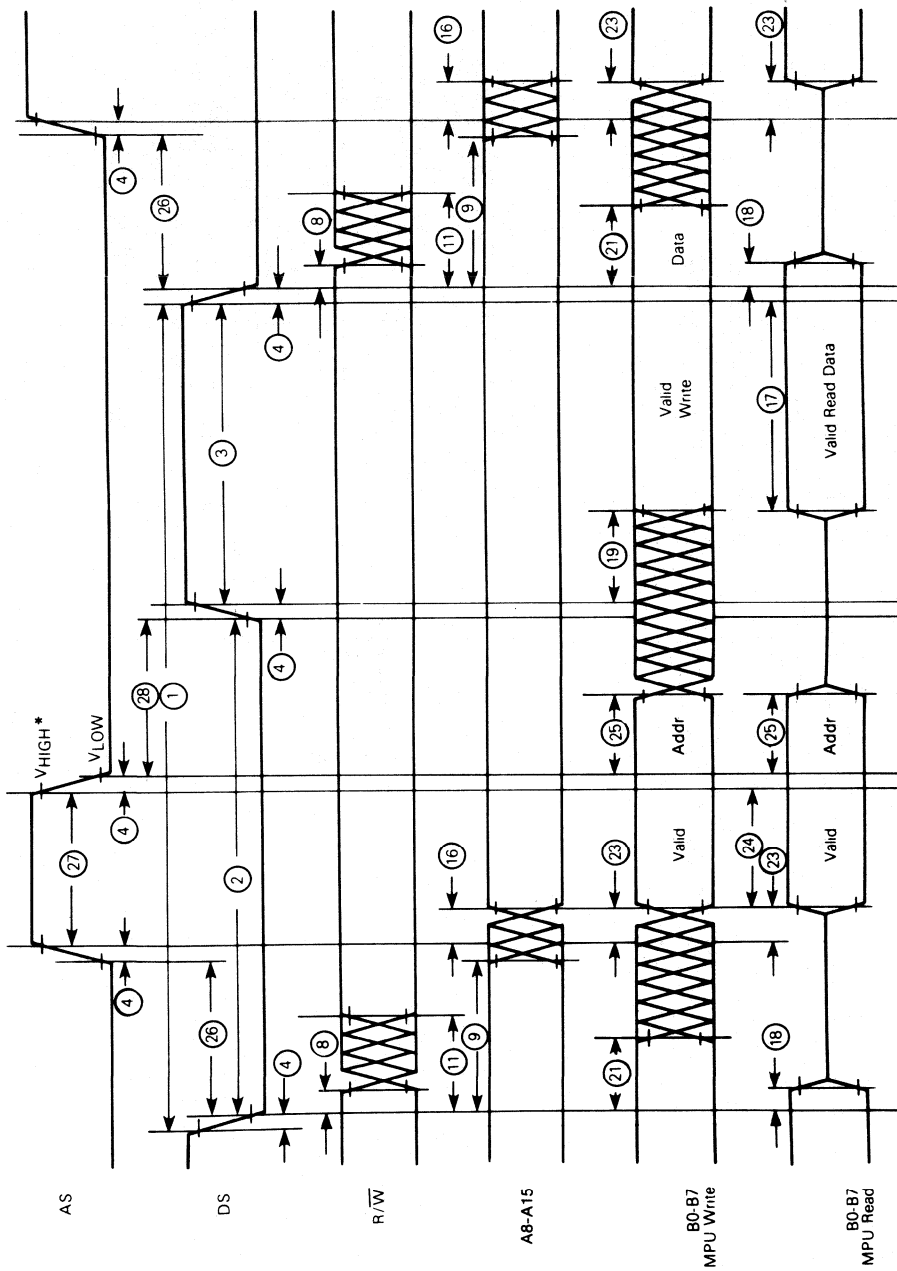 VHIGH*
AS
27
VLOW
4
4
4
28
1
26
26
DS
2
3
4
4
4
8
8
R/W̅
11
16
11
16
9
9
A8-A15
21
23
25
19
21
23
B0-B7
MPU Write
Valid
Addr
Valid
Write
Data
24
18
23
25
17
18
23
B0-B7
MPU Read
Valid
Addr
Valid Read Data